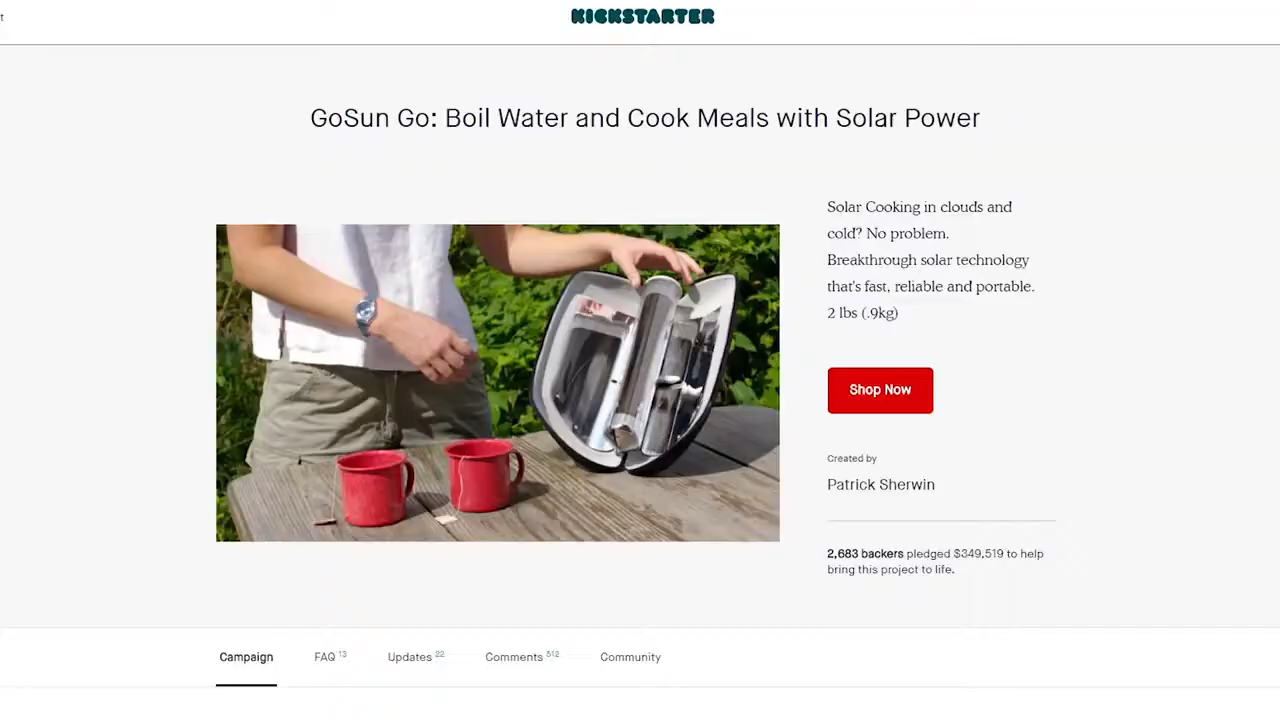 t
KICKSTARTER
GoSun Go: Boil Water and Cook Meals with Solar Power
Solar Cooking in clouds and
cold? No problem.
Breakthrough solar technology
that's fast, reliable and portable.
2 lbs (.9kg)
Shop Now
Created by
Patrick Sherwin
2,683 backers pledged $349,519 to help
bring this project to life.
Campaign FAQ 13 Updates 22 Comments 512 Community